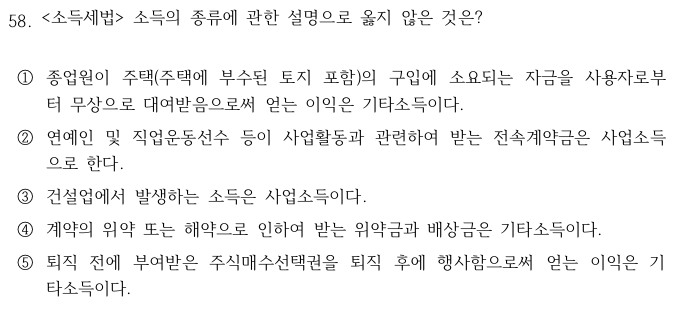 58. <소득세법> 소득의 종류에 관한 설명으로 옳지 않은 것은?
① 종업원이 주택(주택에 부수된 토지 포함)의 구입에 소요되는 자금을 사용자로부
터 무상으로 대여받음으로써 얻는 이익은 기타소득이다.
② 연예인 및 직업운동선수 등이 사업활동과 관련하여 받는 전속계약금은 사업소득
으로 한다.
③ 건설업에서 발생하는 소득은 사업소득이다.
④ 계약의 위약 또는 해약으로 인하여 받는 위약금과 배상금은 기타소득이다.
⑤ 퇴직 전에 부여받은 주식매수선택권을 퇴직 후에 행사함으로써 얻는 이익은 기
타소득이다.